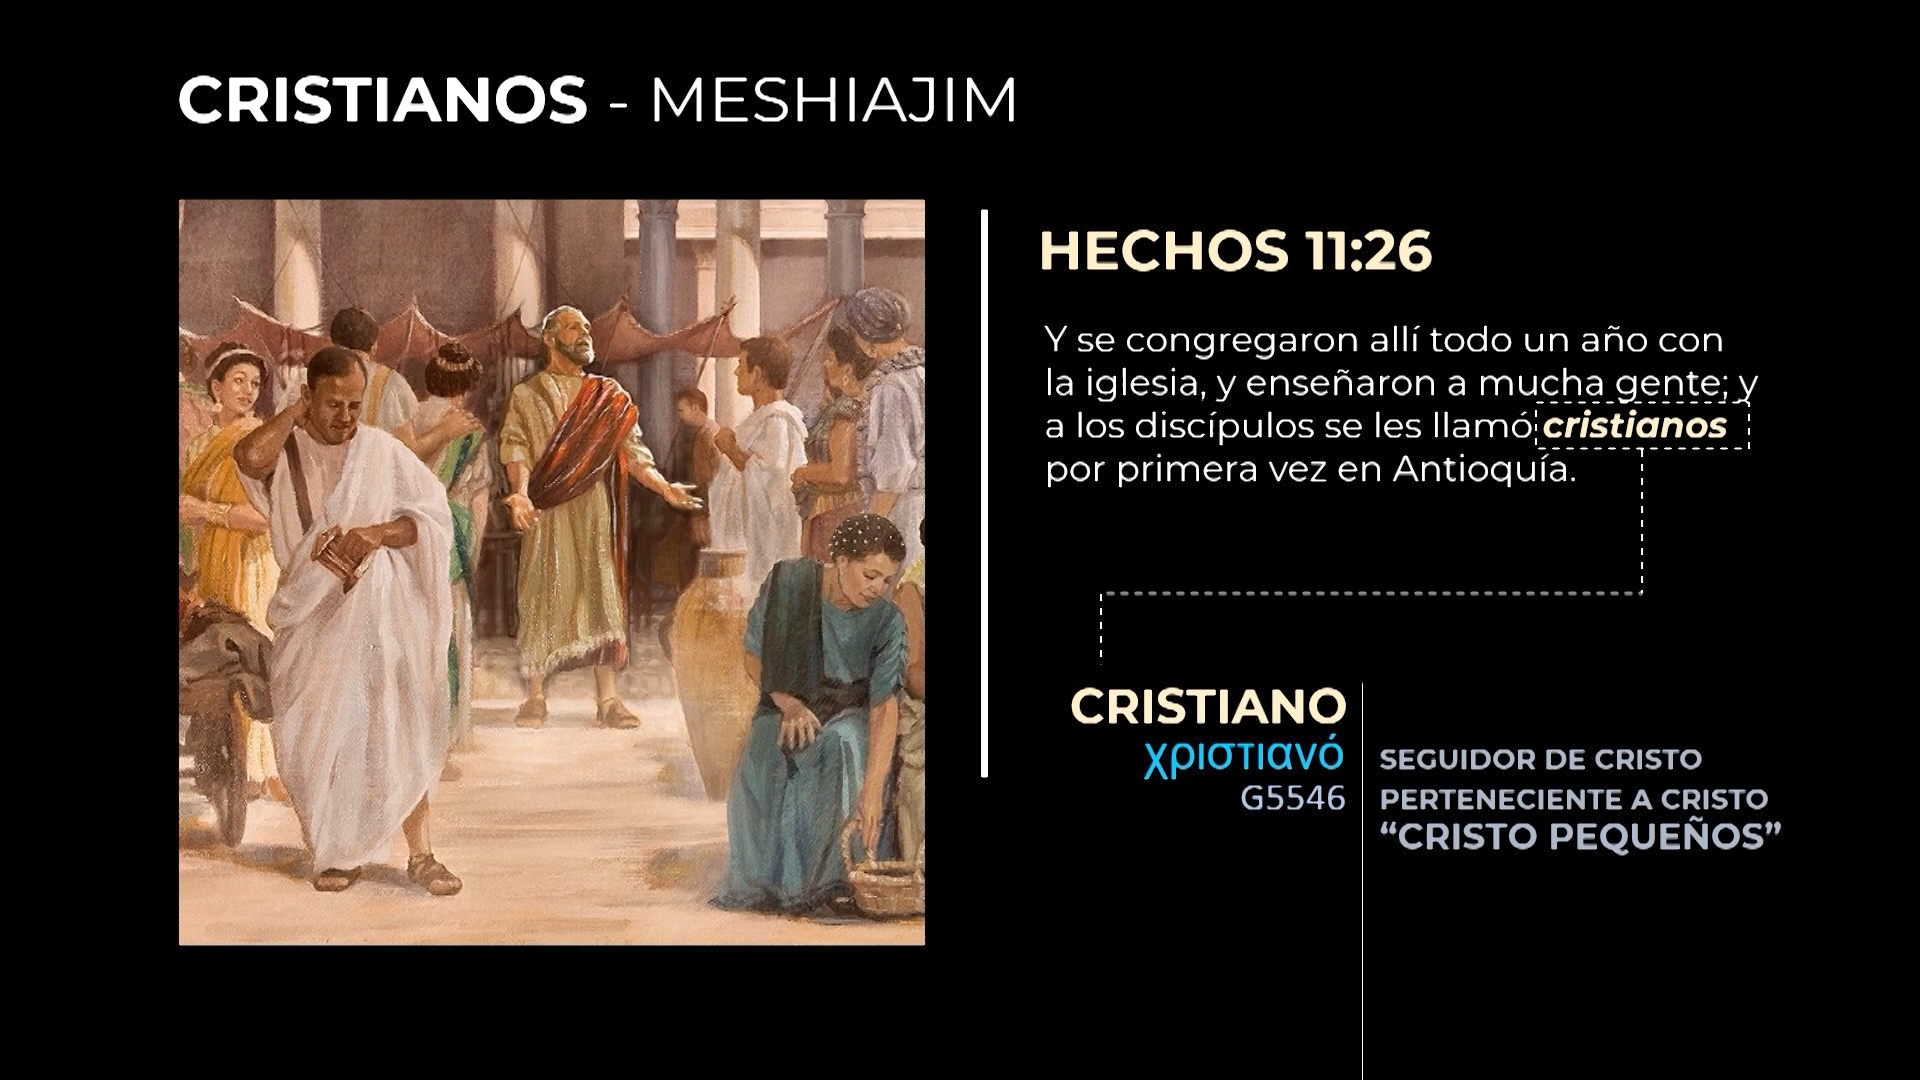 CRISTIANOS - MESHIAJIM
HECHOS 11:26
Y se congregaron allí todo un año con
la iglesia, y enseñaron a mucha gente; y
a los discípulos se les llamó cristianos
por primera vez en Antioquía.
CRISTIANO
χριστιανό
G5546
SEGUIDOR DE CRISTO
PERTENECIENTE A CRISTO
“CRISTO PEQUEÑOS”